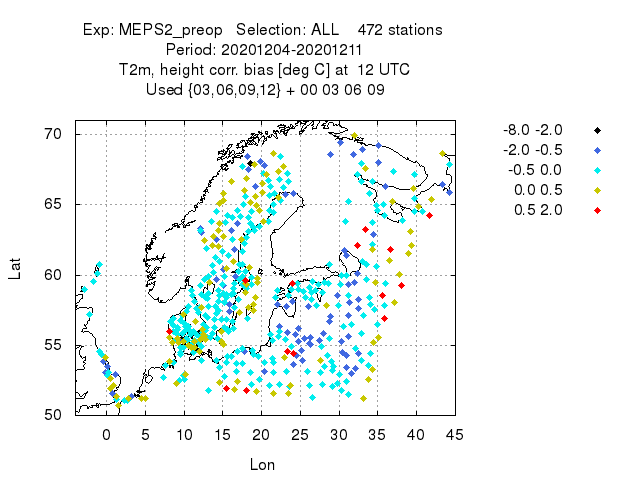 Exp: MEPS2_preop   Selection: ALL    472 stations
Period: 20201204-20201211
T2m, height corr. bias [deg C] at  12 UTC
Used {03,06,09,12} + 00 03 06 09
70
65
60
55
50
Lat
0 5 10 15 20 25 30 35 40 45
Lon
-8.0 -2.0
-2.0 -0.5
-0.5 0.0
0.0 0.5
0.5 2.0